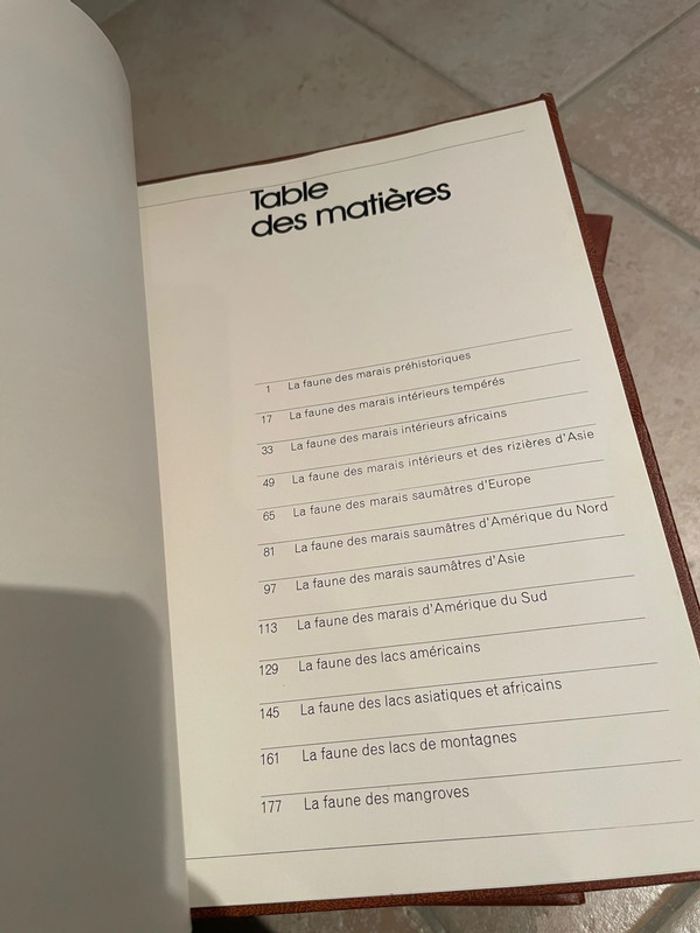 Table
des matières
1 La faune des marais préhistoriques
17 La faune des marais intérieurs tempérés
33 La faune des marais intérieurs africains
49 La faune des marais intérieurs et des rizières d'Asie
65 La faune des marais saumâtres d'Europe
81 La faune des marais saumâtres d'Amérique du Nord
97 La faune des marais saumâtres d'Asie
113 La faune des marais d'Amérique du Sud
129 La faune des lacs américains
145 La faune des lacs asiatiques et africains
161 La faune des lacs de montagnes
177 La faune des mangroves